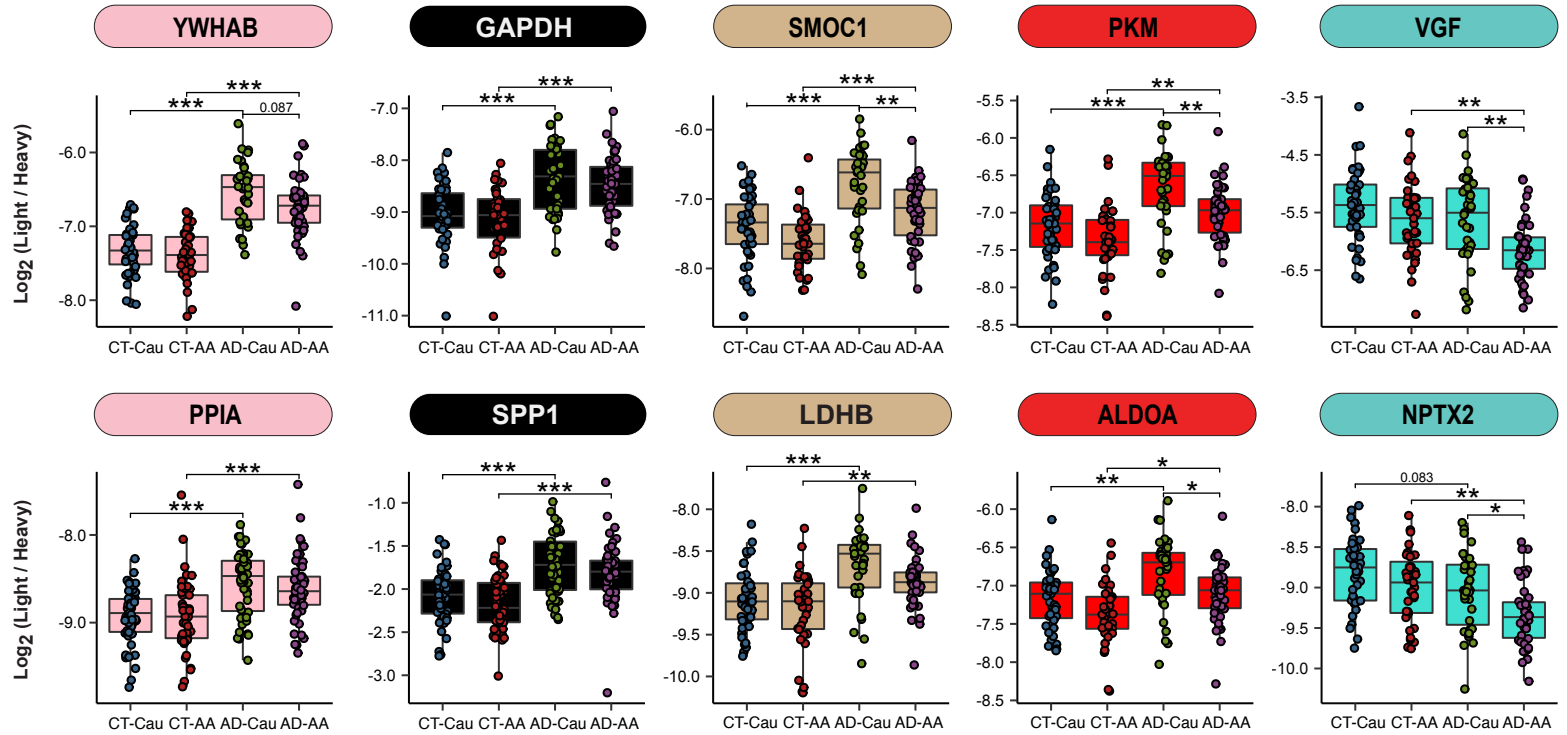 YWHAB GAPDH SMOC1 PKM VGF
Log2 (Light / Heavy)
*** *** 0.087
-6.0
-7.0
-8.0
CT-Cau CT-AA AD-Cau AD-AA
*** ***
-7.0
-8.0
-9.0
-10.0
-11.0
CT-Cau CT-AA AD-Cau AD-AA
*** *** **
-6.0
-7.0
-8.0
CT-Cau CT-AA AD-Cau AD-AA
** *** **
-5.5
-6.0
-6.5
-7.0
-7.5
-8.0
-8.5
CT-Cau CT-AA AD-Cau AD-AA
** **
-3.5
-4.5
-5.5
-6.5
CT-Cau CT-AA AD-Cau AD-AA
PPIA SPP1 LDHB ALDOA NPTX2
Log2 (Light / Heavy)
*** ***
-8.0
-9.0
CT-Cau CT-AA AD-Cau AD-AA
*** ***
-1.0
-1.5
-2.0
-2.5
-3.0
CT-Cau CT-AA AD-Cau AD-AA
*** **
-8.0
-8.5
-9.0
-9.5
-10.0
CT-Cau CT-AA AD-Cau AD-AA
* ** *
-6.0
-6.5
-7.0
-7.5
-8.0
-8.5
CT-Cau CT-AA AD-Cau AD-AA
0.083 ** *
-8.0
-8.5
-9.0
-9.5
-10.0
CT-Cau CT-AA AD-Cau AD-AA